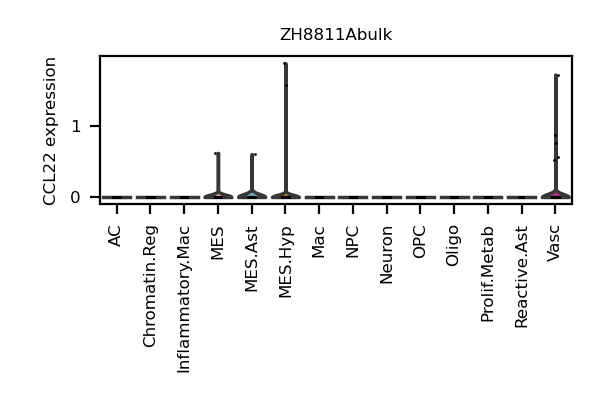 ZH8811Abulk
CCL22 expression
1
0
AC
Chromatin.Reg
Inflammatory.Mac
MES
MES.Ast
MES.Hyp
Mac
NPC
Neuron
OPC
Oligo
Prolif.Metab
Reactive.Ast
Vasc